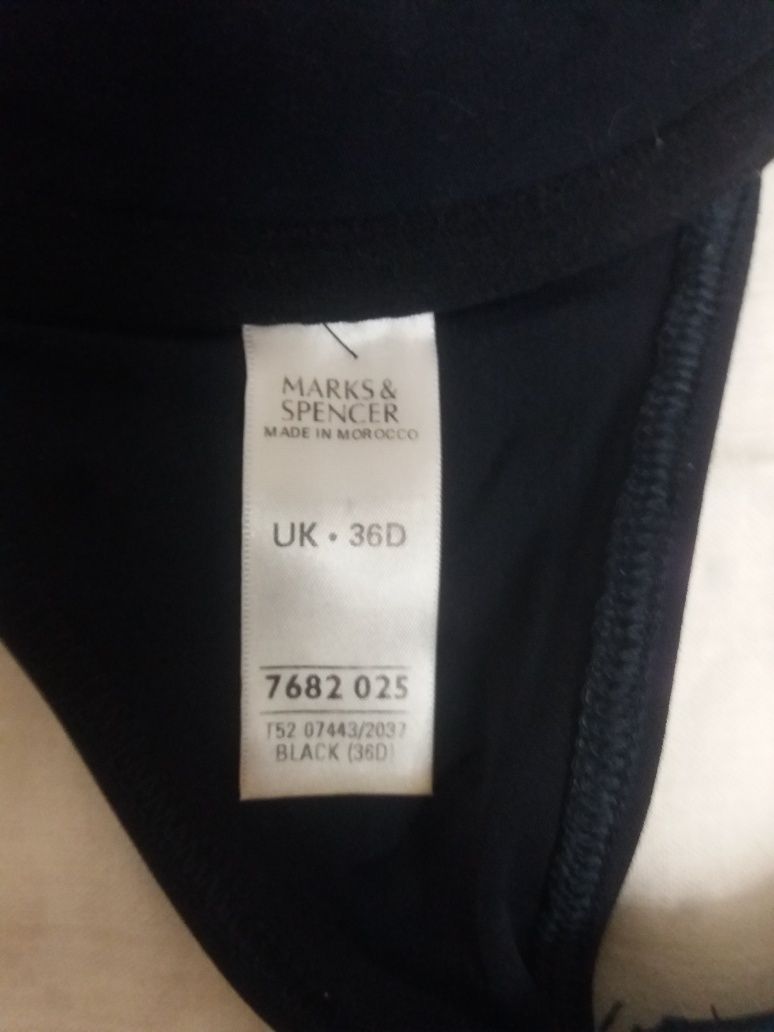 MARKS &
SPENCER
MADE IN MOROCCO
UK • 36D
7682 025
T52 07443/2037
BLACK (36D)